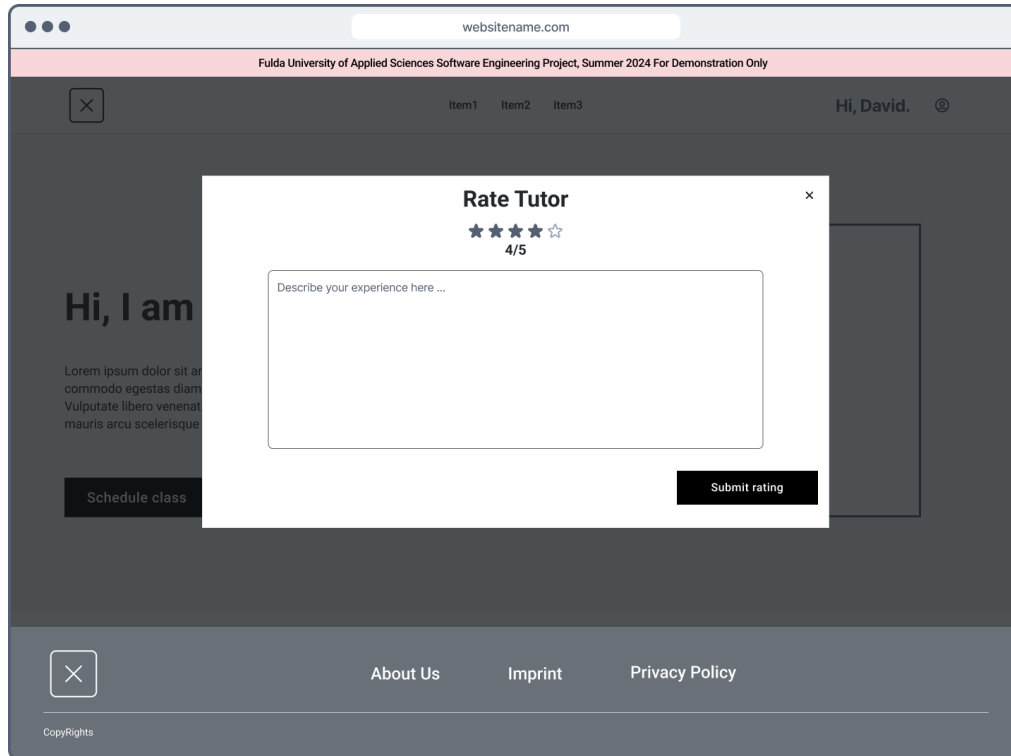 websitename.com
Fulda University of Applied Sciences Software Engineering Project, Summer 2024 For Demonstration Only
Item1 Item2 Item3
Hi, David.
Rate Tutor
4/5
Describe your experience here ...
Hi, I am
Lorem ipsum dolor sit
commodo egestas diam
Vulputate libero
mauris arcu scelerisque
Schedule class
Submit rating
About Us Imprint Privacy Policy
CopyRights